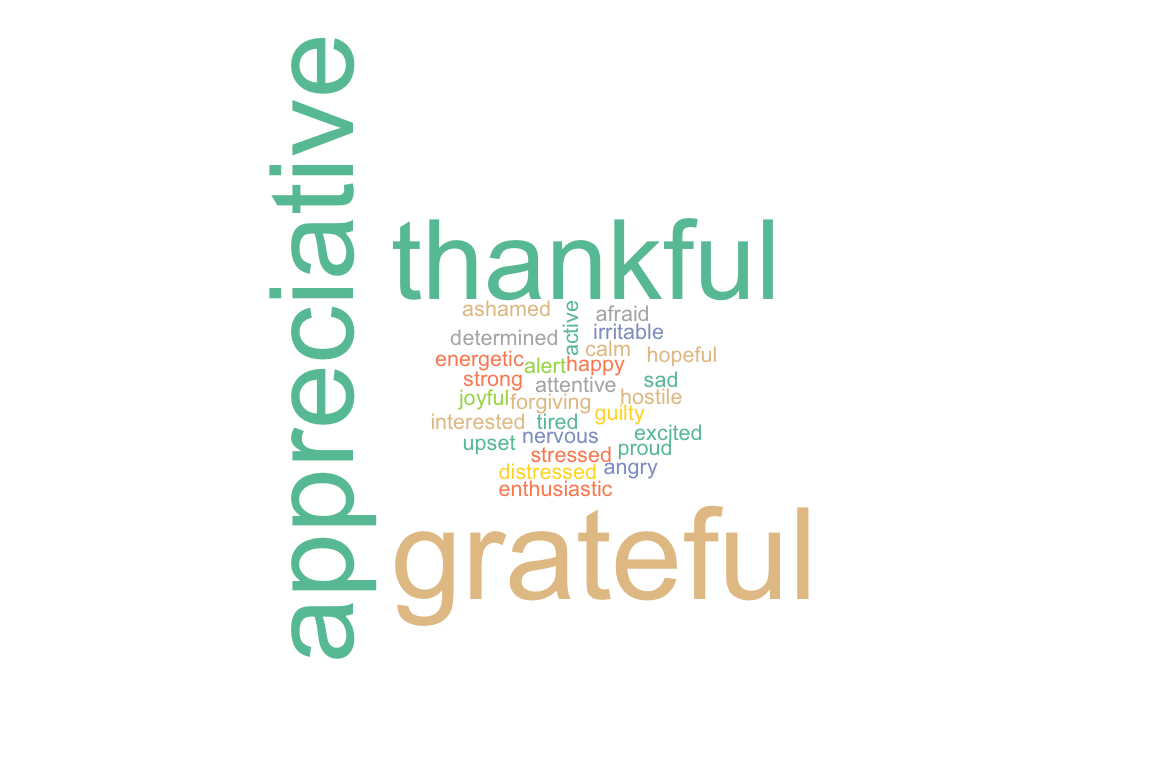 appreciative
thankful
ashamed
active
afraid
determined
irritable
calm
energetic
alert
happy
hopeful
strong
attentive
sad
joyful
forgiving
hostile
interested
tired
guilty
upset
nervous
excited
stressed
proud
distressed
angry
enthusiastic
grateful